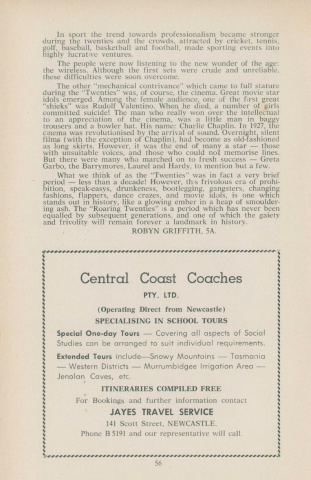 In sport the trend towards professionalism became stronger
during the twenties and the crowds, attracted by cricket, tennis,
golf, baseball, basketball and football, made sporting events into
highly lucrative ventures.
The people were now listening to the new wonder of the age:
the wireless. Although the first sets were crude and unreliable,
these difficulties were soon overcome.
The other "mechanical contrivance" which came to full stature
during the "Twenties" was, of course, the cinema. Great movie star
idols emerged. Among the female audience, one of the first great
"shieks" was Rudolf Valentino. When he died, a number of girls
committed suicide! The man who really won over the intellectual
to an appreciation of the cinema, was a little man in baggy
trousers and a bowler hat. His name: Charlie Chaplin. In 1927, the
cinema was revolutionised by the arrival of sound. Overnight, silent
films (with the exception of Chaplin), had become as old-fashioned
as long skirts. However, it was the end of many a star — those
with unsuitable voices, and those who could not memorise lines.
But there were many who marched on to fresh success — Greta
Garbo, the Barrymores, Laurel and Hardy, to mention but a few.
What we think of as the "Twenties" was in fact a very brief
period — less than a decade! However, this frivolous era of prohi-
bition, speak-easys, drunkeness, bootlegging, gangsters, changing
fashions, flappers, dance crazes, and movie idols, is one which
stands out in history, like a glowing ember in a heap of smoulder-
ing ash. The "Roaring Twenties" is a period which has never been
equalled by subsequent generations, and one of which the gaiety
and frivolity will remain forever a landmark in history.
ROBYN GRIFFITH, 5A.
Central Coast Coaches
PTY. LTD.
(Operating Direct from Newcastle)
SPECIALISING IN SCHOOL TOURS
Special One-day Tours — Covering all aspects of Social
Studies can be arranged to suit individual requirements.
Extended Tours include—Snowy Mountains — Tasmania
— Western Districts — Murrumbidgee Irrigation Area —
Jenolan Caves, etc.
ITINERARIES COMPILED FREE
For Bookings and further information contact
JAYES TRAVEL SERVICE
141 Scott Street, NEWCASTLE.
Phone B 5191 and our representative will call.
56